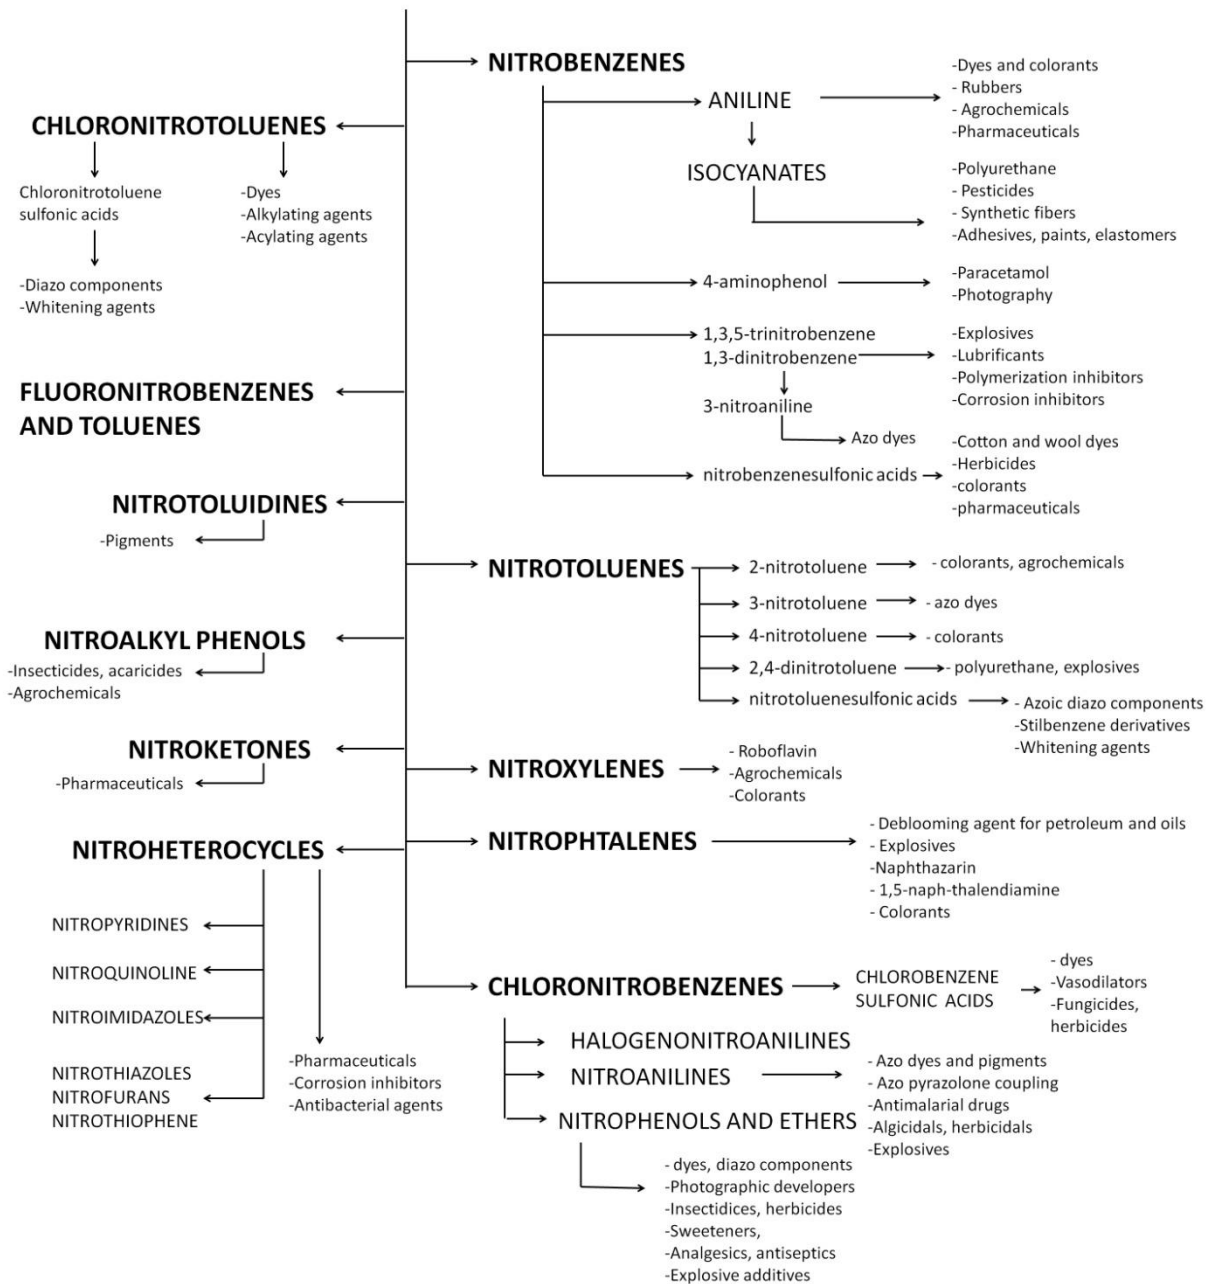 CHLORONITROTOLUENES
Chloronitrotoluene
sulfonic acids
-Diazo components
-Whitening agents
-Dyes
-Alkylating agents
-Acylating agents
FLUORONITROBENZENES
AND TOLUENES
NITROTOLUIDINES
-Pigments
NITROALKYL PHENOLS
-Insecticides, acaricides
-Agrochemicals
NITROKETONES
-Pharmaceuticals
NITROHETEROCYCLES
NITROPYRIDINES
NITROQUINOLINE
NITROIMIDAZOLES
NITROTHIAZOLES
NITROFURANS
NITROTHIOPHENE
-Pharmaceuticals
-Corrosion inhibitors
-Antibacterial agents
NITROBENZENES
ANILINE
-Dyes and colorants
- Rubbers
- Agrochemicals
-Pharmaceuticals
ISOCYANATES
-Polyurethane
- Pesticides
- Synthetic fibers
-Adhesives, paints, elastomers
4-aminophenol
-Paracetamol
-Photography
1,3,5-trinitrobenzene
1,3-dinitrobenzene
-Explosives
-Lubrificants
-Polymerization inhibitors
-Corrosion inhibitors
3-nitroaniline
Azo dyes
nitrobenzenesulfonic acids
-Cotton and wool dyes
-Herbicides
-colorants
-pharmaceuticals
NITROTOLUENES
2-nitrotoluene
- colorants, agrochemicals
3-nitrotoluene
- azo dyes
4-nitrotoluene
- colorants
2,4-dinitrotoluene
- polyurethane, explosives
nitrotoluenesulfonic acids
- Azoic diazo components
-Stilbenzene derivatives
-Whitening agents
NITROXYLENES
- Roboflavin
-Agrochemicals
-Colorants
NITROPHTALENES
- Deblooming agent for petroleum and oils
- Explosives
-Naphthazarin
- 1,5-naph-thalendiamine
- Colorants
CHLORONITROBENZENES
CHLOROBENZENE
SULFONIC ACIDS
- dyes
-Vasodilators
-Fungicides,
herbicides
HALOGENONITROANILINES
NITROANILINES
- Azo dyes and pigments
- Azo pyrazolone coupling
-Antimalarial drugs
-Algicidals, herbicidals
-Explosives
NITROPHENOLS AND ETHERS
- dyes, diazo components
-Photographic developers
-Insectidices, herbicides
-Sweeteners,
-Analgesics, antiseptics
-Explosive additives